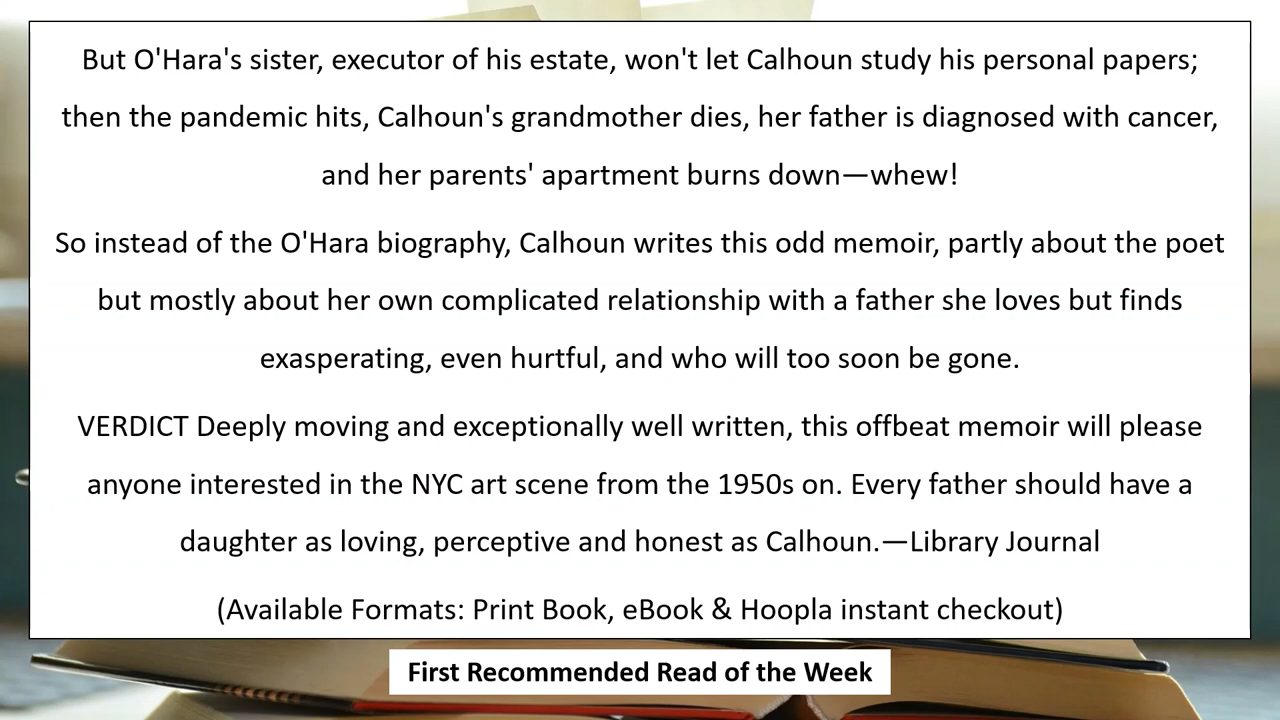 But O'Hara's sister, executor of his estate, won't let Calhoun study his personal papers;
then the pandemic hits, Calhoun's grandmother dies, her father is diagnosed with cancer,
and her parents' apartment burns down—whew!
So instead of the O'Hara biography, Calhoun writes this odd memoir, partly about the poet
but mostly about her own complicated relationship with a father she loves but finds
exasperating, even hurtful, and who will too soon be gone.
VERDICT Deeply moving and exceptionally well written, this offbeat memoir will please
anyone interested in the NYC art scene from the 1950s on. Every father should have a
daughter as loving, perceptive and honest as Calhoun.—Library Journal
(Available Formats: Print Book, eBook & Hoopla instant checkout)
First Recommended Read of the Week